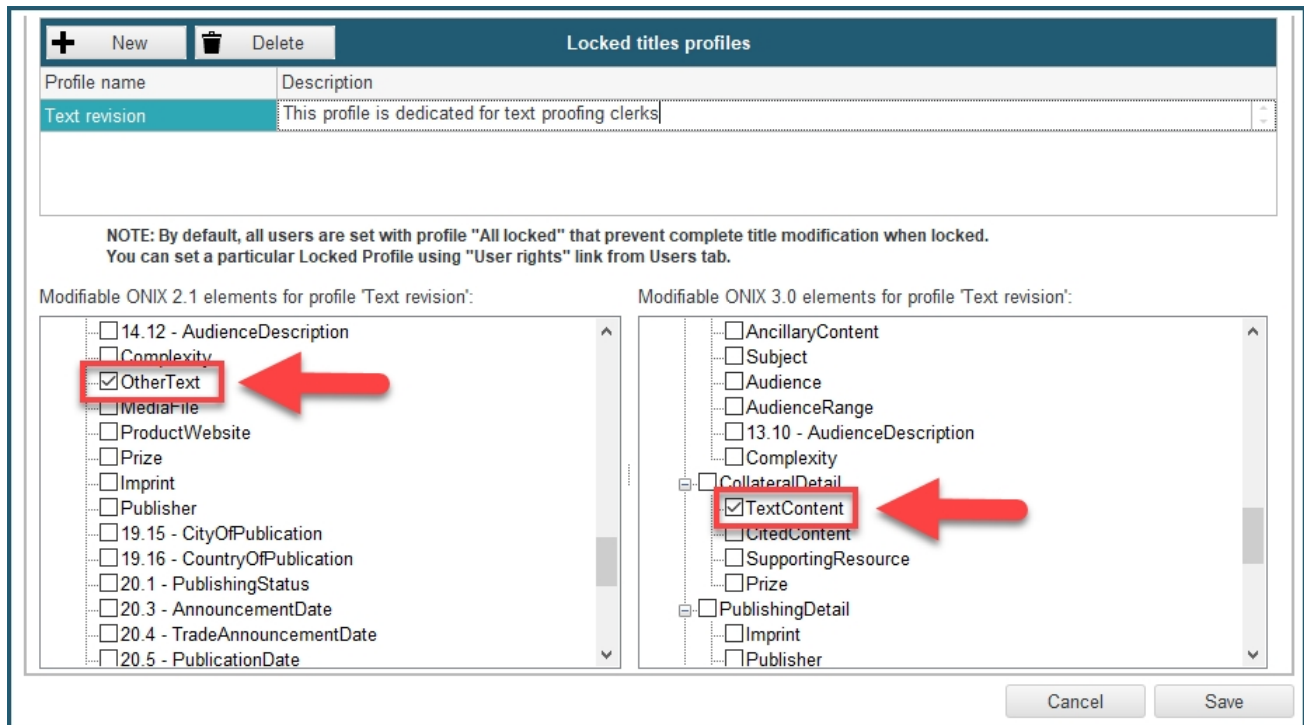 New Delete Locked titles profiles
Profile name Description
Text revision This profile is dedicated for text proofing clerks
NOTE: By default, all users are set with profile "All locked" that prevent complete title modification when locked.
You can set a particular Locked Profile using "User rights" link from Users tab.
Modifiable ONIX 2.1 elements for profile 'Text revision':
14.12 - AudienceDescription
Complexity
OtherText
MediaFile
ProductWebsite
Prize
Imprint
Publisher
19.15 - CityOfPublication
19.16 - CountryOfPublication
20.1 - PublishingStatus
20.3 - AnnouncementDate
20.4 - TradeAnnouncementDate
20.5 - PublicationDate
Modifiable ONIX 3.0 elements for profile 'Text revision':
AncillaryContent
Subject
Audience
AudienceRange
13.10 - AudienceDescription
Complexity
CollateralDetail
TextContent
CitedContent
SupportingResource
Prize
PublishingDetail
Imprint
Publisher
Cancel Save